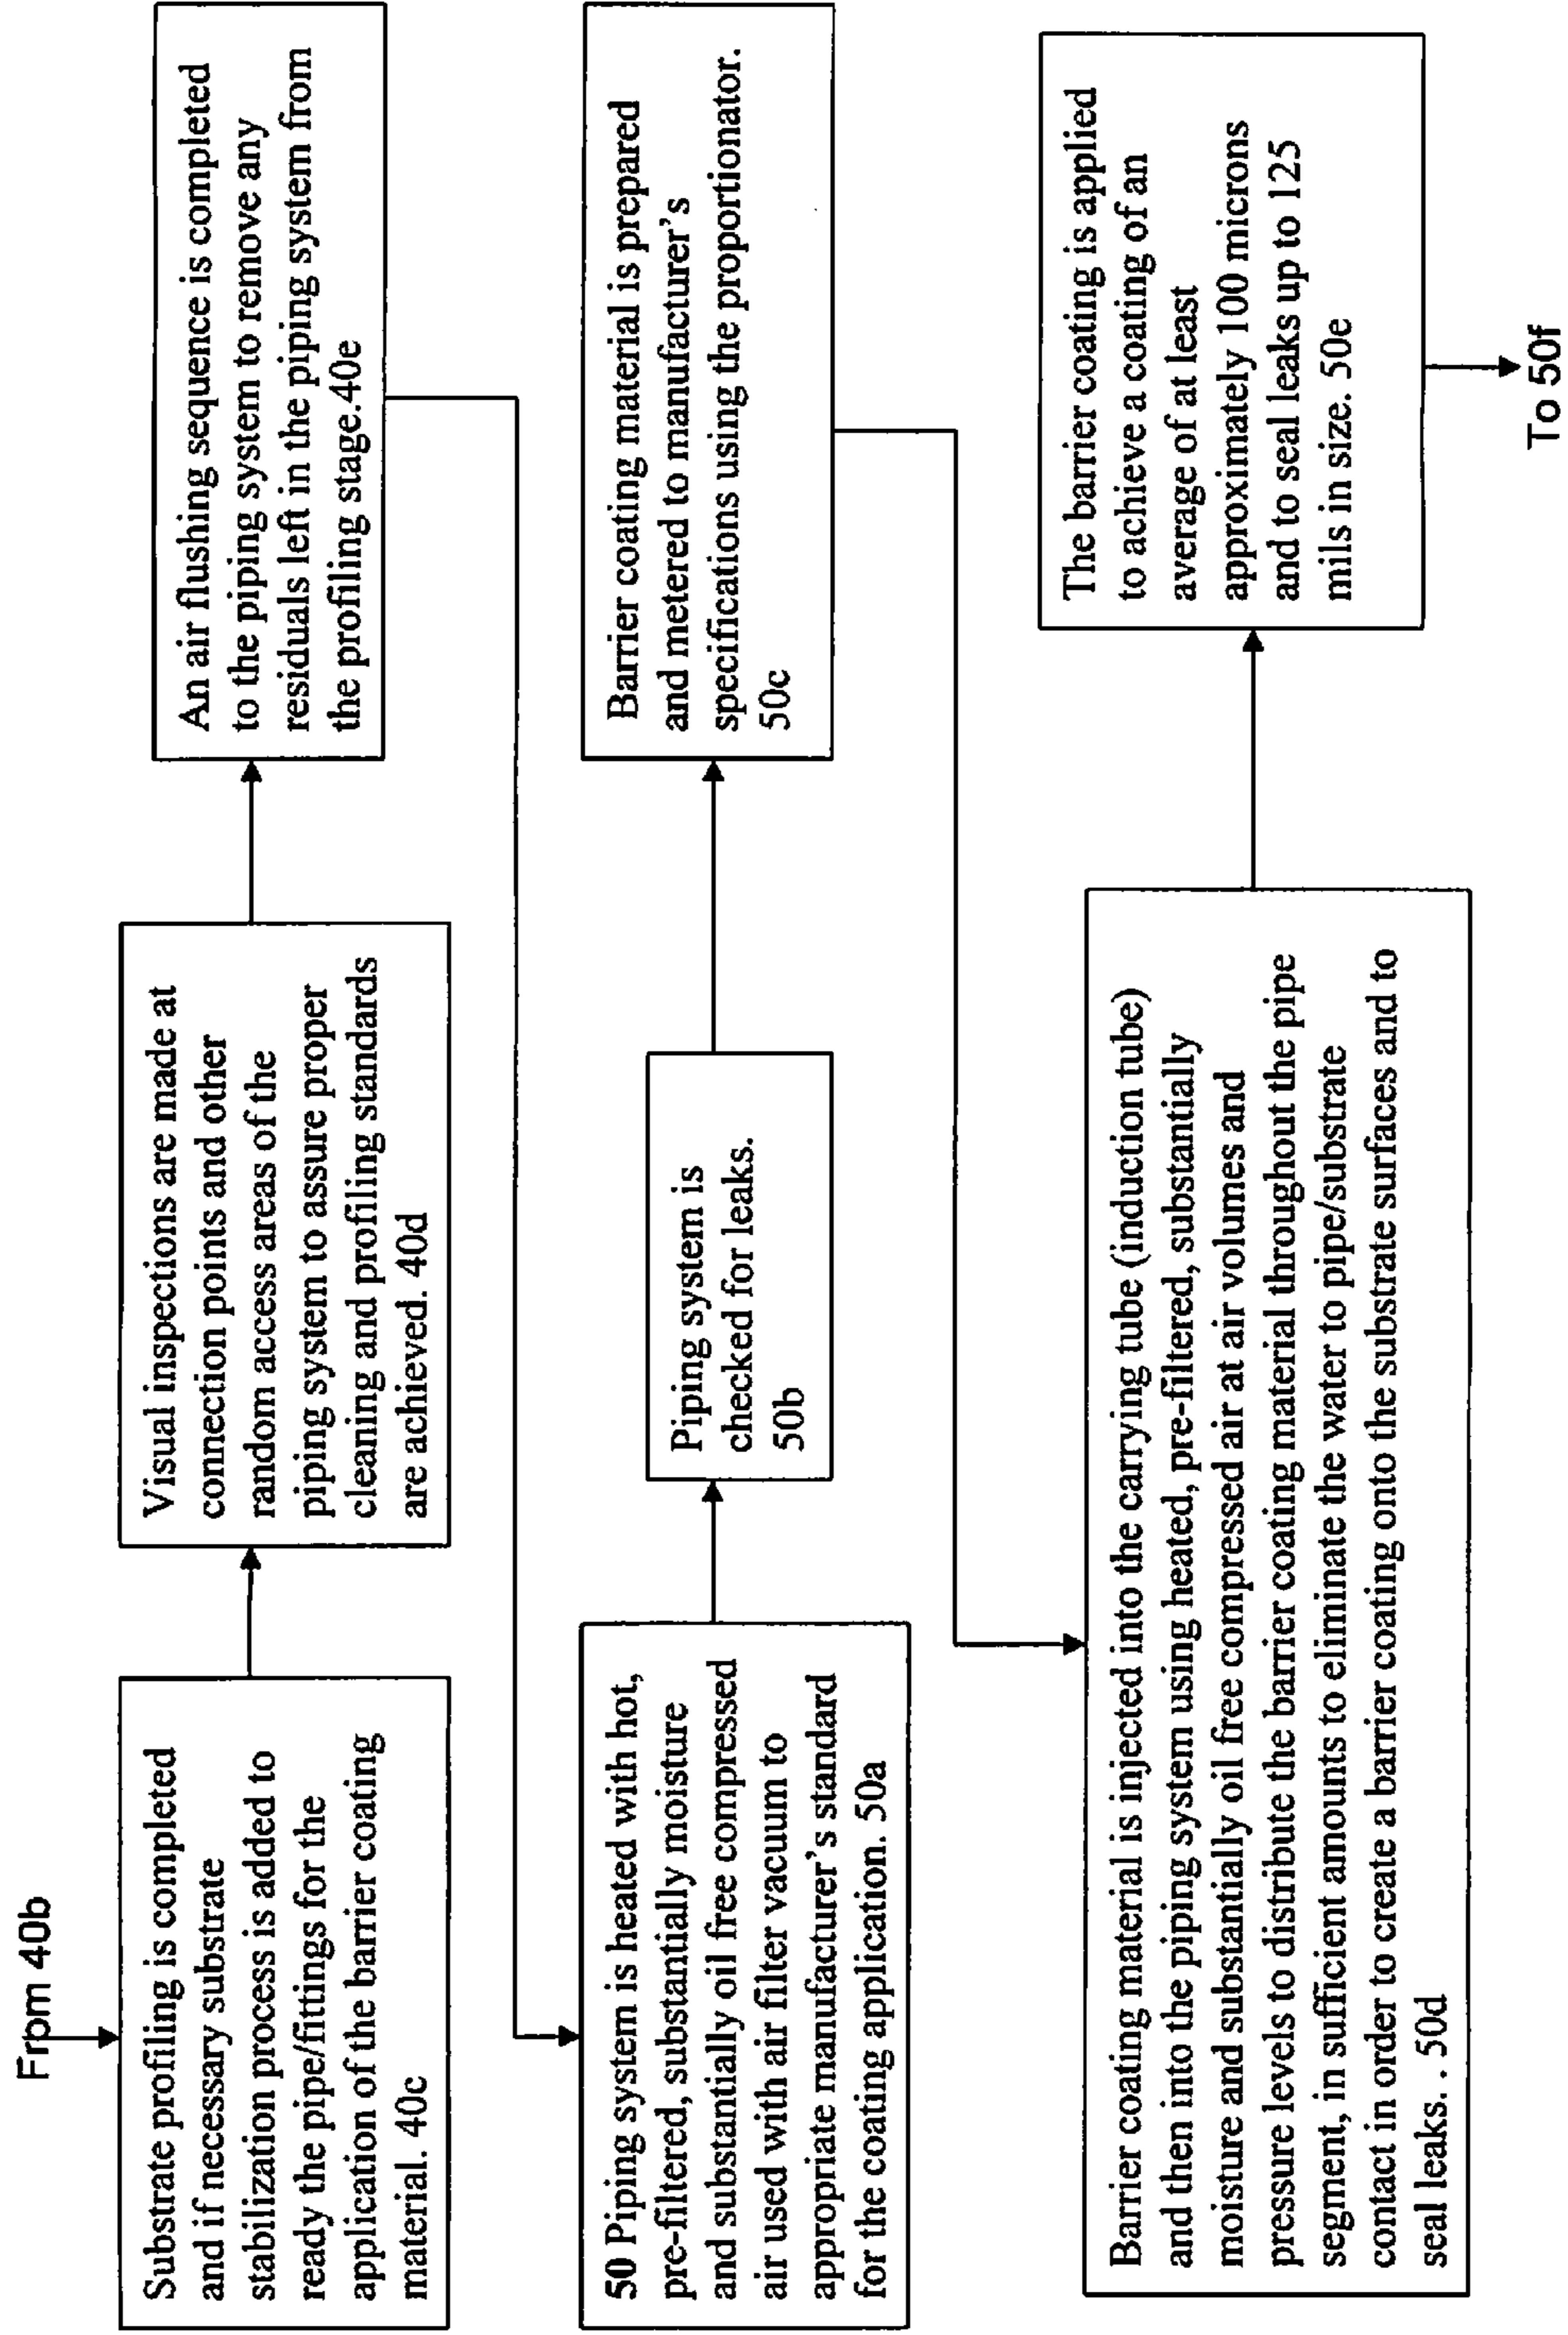 From 40b
Substrate profiling is completed
and if necessary substrate
stabilization process is added to
ready the pipe/fittings for the
application of the barrier coating
material. 40c
Visual inspections are made at
connection points and other
random access areas of the
piping system to assure proper
cleaning and profiling standards
are achieved. 40d
An air flushing sequence is completed
to the piping system to remove any
residuals left in the piping system from
the profiling stage.40e
50 Piping system is heated with hot,
pre-filtered, substantially moisture
and substantially oil free compressed
air used with air filter vacuum to
appropriate manufacturer's standard
for the coating application. 50a
Piping system is
checked for leaks.
50b
Barrier coating material is prepared
and metered to manufacturer's
specifications using the proportionator.
50c
Barrier coating material is injected into the carrying tube (induction tube)
and then into the piping system using heated, pre-filtered, substantially
moisture and substantially oil free compressed air at air volumes and
pressure levels to distribute the barrier coating material throughout the pipe
segment, in sufficient amounts to eliminate the water to pipe/substrate
contact in order to create a barrier coating onto the substrate surfaces and to
seal leaks. . 50d
The barrier coating is applied
to achieve a coating of an
average of at least
approximately 100 microns
and to seal leaks up to 125
mils in size. 50e
To 50f